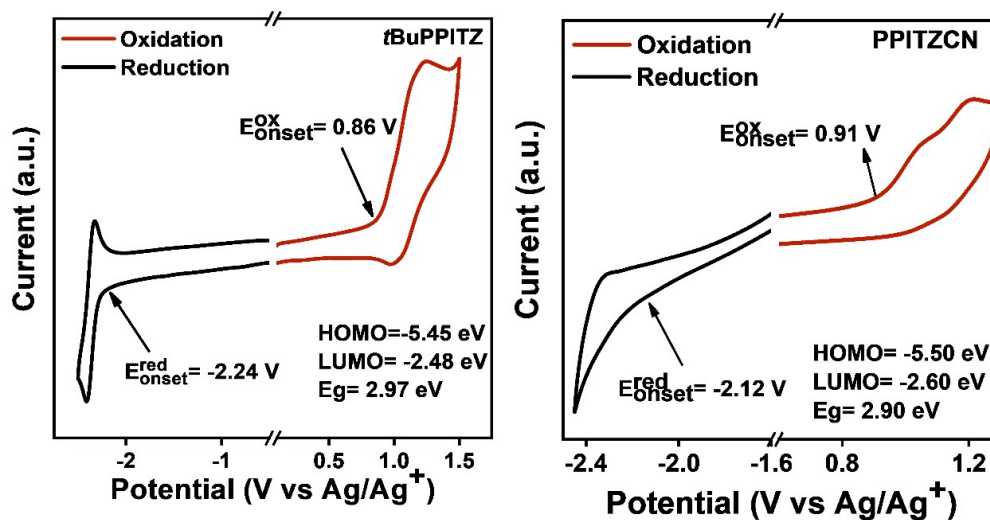 tBuPPITZ
Oxidation
Reduction
E^ox_onset= 0.86 V
E^red_onset= -2.24 V
HOMO=-5.45 eV
LUMO= -2.48 eV
Eg= 2.97 eV
Current (a.u.)
-2 0.5 1.0 1.5
Potential (V vs Ag/Ag+)
PPITZCN
Oxidation
Reduction
E^ox_onset= 0.91 V
E^red_onset= -2.12 V
HOMO= -5.50 eV
LUMO= -2.60 eV
Eg= 2.90 eV
Current (a.u.)
-2.4 -2.0 -1.6 0.8 1.2
Potential (V vs Ag/Ag+)